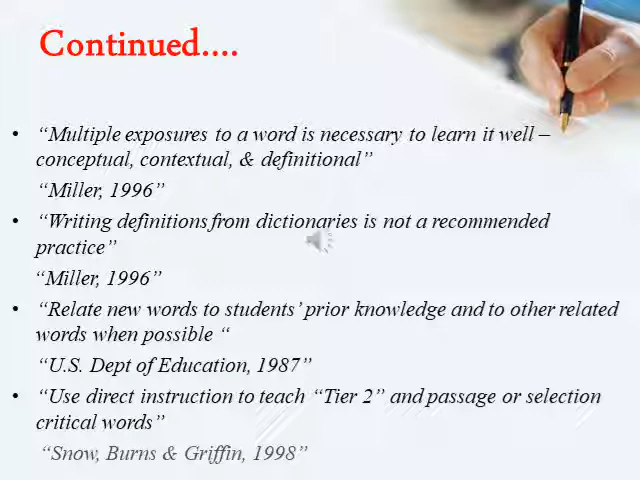 Continued....
• “Multiple exposures to a word is necessary to learn it well –
conceptual, contextual, & definitional”
“Miller, 1996”
• “Writing definitions from dictionaries is not a recommended
practice”
“Miller, 1996”
• “Relate new words to students’ prior knowledge and to other related
words when possible “
“U.S. Dept of Education, 1987”
• “Use direct instruction to teach “Tier 2” and passage or selection
critical words”
“Snow, Burns & Griffin, 1998”